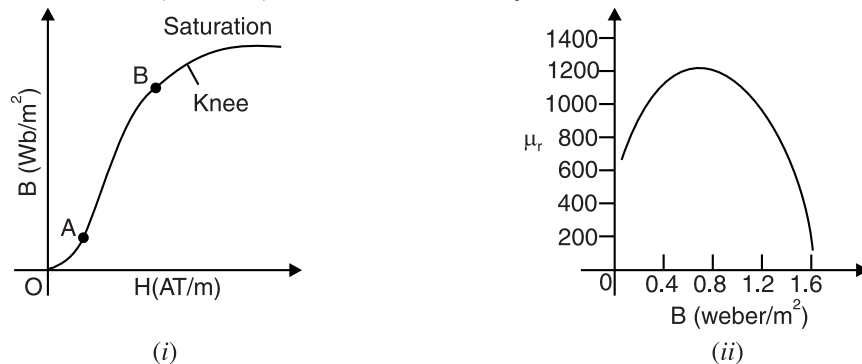 Saturation
B
Knee
A
B (Wb/m²)
O
H(AT/m)
(i)
1400
1200
1000
800
600
400
200
μr
0
0.4
0.8
1.2
1.6
B (weber/m²)
(ii)